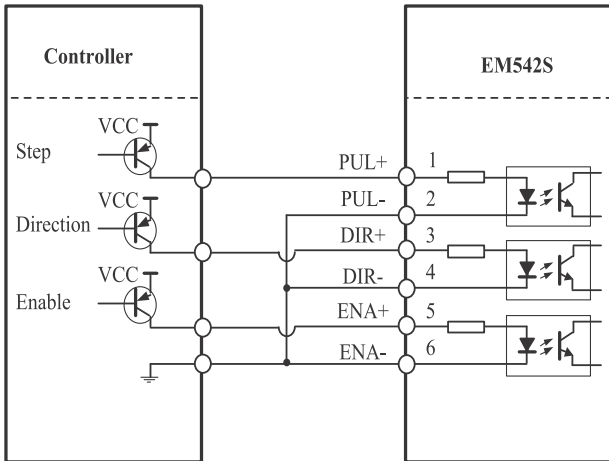 Controller
EM542S
VCC
Step
PUL+
1
PUL-
2
VCC
Direction
DIR+
3
DIR-
4
VCC
Enable
ENA+
5
ENA-
6